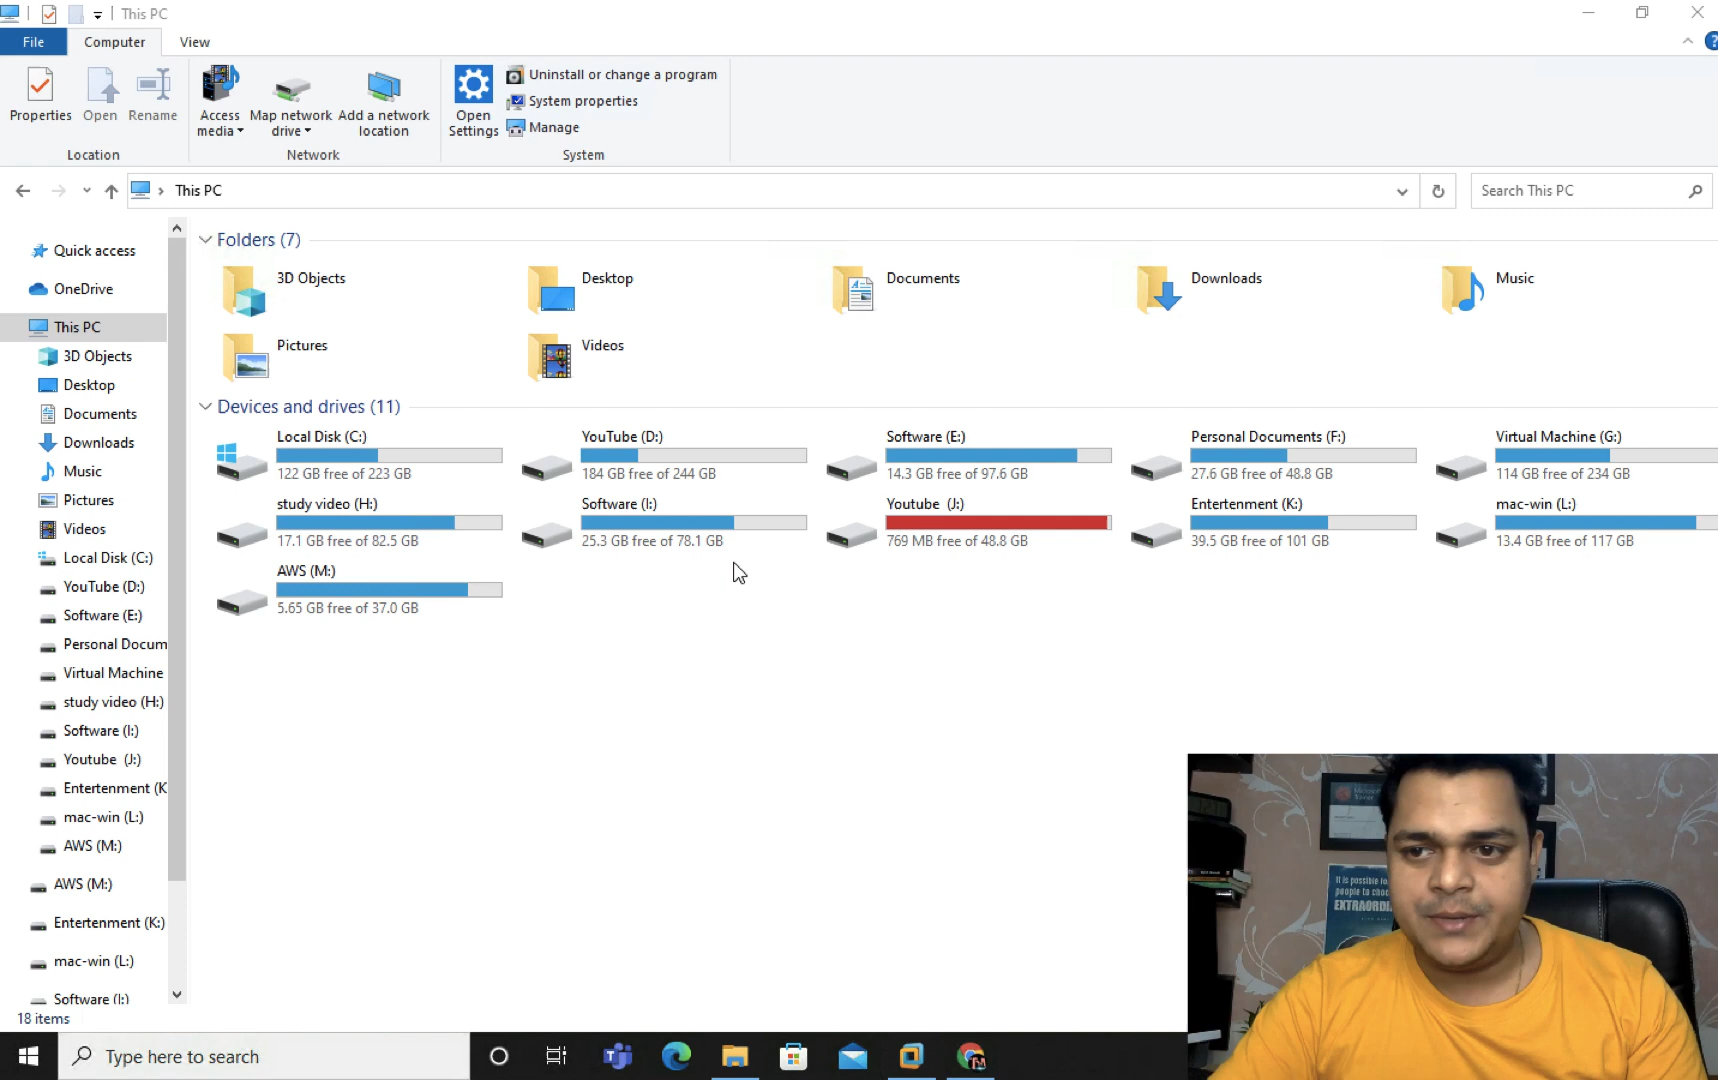 This PC
File
Computer
View
Properties
Open
Rename
Access media
Map network drive
Add a network location
Open Settings
Uninstall or change a program
System properties
Manage
Location
Network
System
This PC
Search This PC
Quick access
OneDrive
This PC
3D Objects
Desktop
Documents
Downloads
Music
Pictures
Videos
Local Disk (C:)
YouTube (D:)
Software (E:)
Personal Docum
Virtual Machine
study video (H:)
Software (I:)
Youtube (J:)
Entertenment (K
mac-win (L:)
AWS (M:)
AWS (M:)
Entertenment (K:)
mac-win (L:)
Software (I:)
Folders (7)
3D Objects
Desktop
Documents
Downloads
Music
Pictures
Videos
Devices and drives (11)
Local Disk (C:)
122 GB free of 223 GB
YouTube (D:)
184 GB free of 244 GB
Software (E:)
14.3 GB free of 97.6 GB
Personal Documents (F:)
27.6 GB free of 48.8 GB
Virtual Machine (G:)
114 GB free of 234 GB
study video (H:)
17.1 GB free of 82.5 GB
Software (I:)
25.3 GB free of 78.1 GB
Youtube (J:)
769 MB free of 48.8 GB
Entertenment (K:)
39.5 GB free of 101 GB
mac-win (L:)
13.4 GB free of 117 GB
AWS (M:)
5.65 GB free of 37.0 GB
It is possible fo
people to cho
EXTRAORDI
18 items
Type here to search